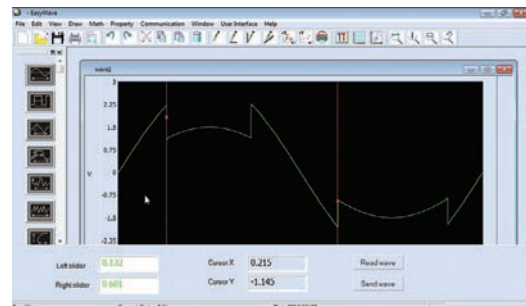 - EasyWave
File Edit View Draw Math Property Communication Window User Interface Help
wave1
3
2.25
1.5
0.75
V
0
-0.75
-1.5
-2.25
Left slider 0.132 Cursor X 0.215 Read wave
Right slider 0.601 Cursor Y -1.145 Send wave